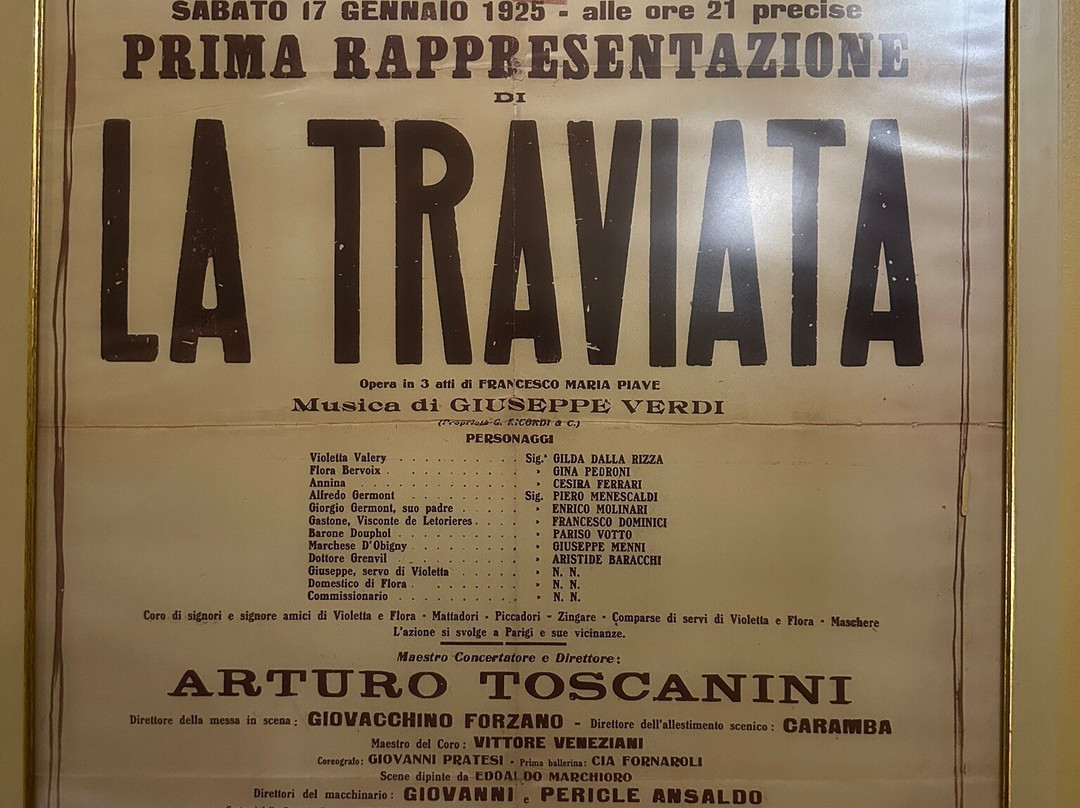 SABATO 17 GENNAIO 1925 - alle ore 21 precise
PRIMA RAPPRESENTAZIONE
DI
LA TRAVIATA
Opera in 3 atti di FRANCESCO MARIA PIAVE
Musica di GIUSEPPE VERDI
(Proprietà G. RICORDI & C.)
PERSONAGGI
Violetta Valery . . . . . . . . . . . Sig.ª GILDA DALLA RIZZA
Flora Bervoix . . . . . . . . . . . . » GINA PEDRONI
Annina . . . . . . . . . . . . » CESIRA FERRARI
Alfredo Germont . . . . . . . . . . Sig. PIERO MENESCALDI
Giorgio Germont, suo padre . . . . . . » ENRICO MOLINARI
Gastone, Visconte de Letorieres . . . . » FRANCESCO DOMINICI
Barone Douphol . . . . . . . . . . » PARISO VOTTO
Marchese D'Obigny . . . . . . . . . » GIUSEPPE MENNI
Dottore Grenvil . . . . . . . . . . » ARISTIDE BARACCHI
Giuseppe, servo di Violetta . . . . . . » N. N.
Domestico di Flora . . . . . . . . . » N. N.
Commissionario . . . . . . . . . . » N. N.
Coro di signori e signore amici di Violetta e Flora - Mattadori - Piccadori - Zingare - Comparse di servi di Violetta e Flora - Maschere
L'azione si svolge a Parigi e sue vicinanze.
Maestro Concertatore e Direttore:
ARTURO TOSCANINI
Direttore della messa in scena: GIOVACCHINO FORZANO - Direttore dell'allestimento scenico: CARAMBA
Maestro del Coro: VITTORE VENEZIANI
Coreografo: GIOVANNI PRATESI - Prima ballerina: CIA FORNAROLI
Scene dipinte da EDOALDO MARCHIORO
Direttori del macchinario: GIOVANNI e PERICLE ANSALDO